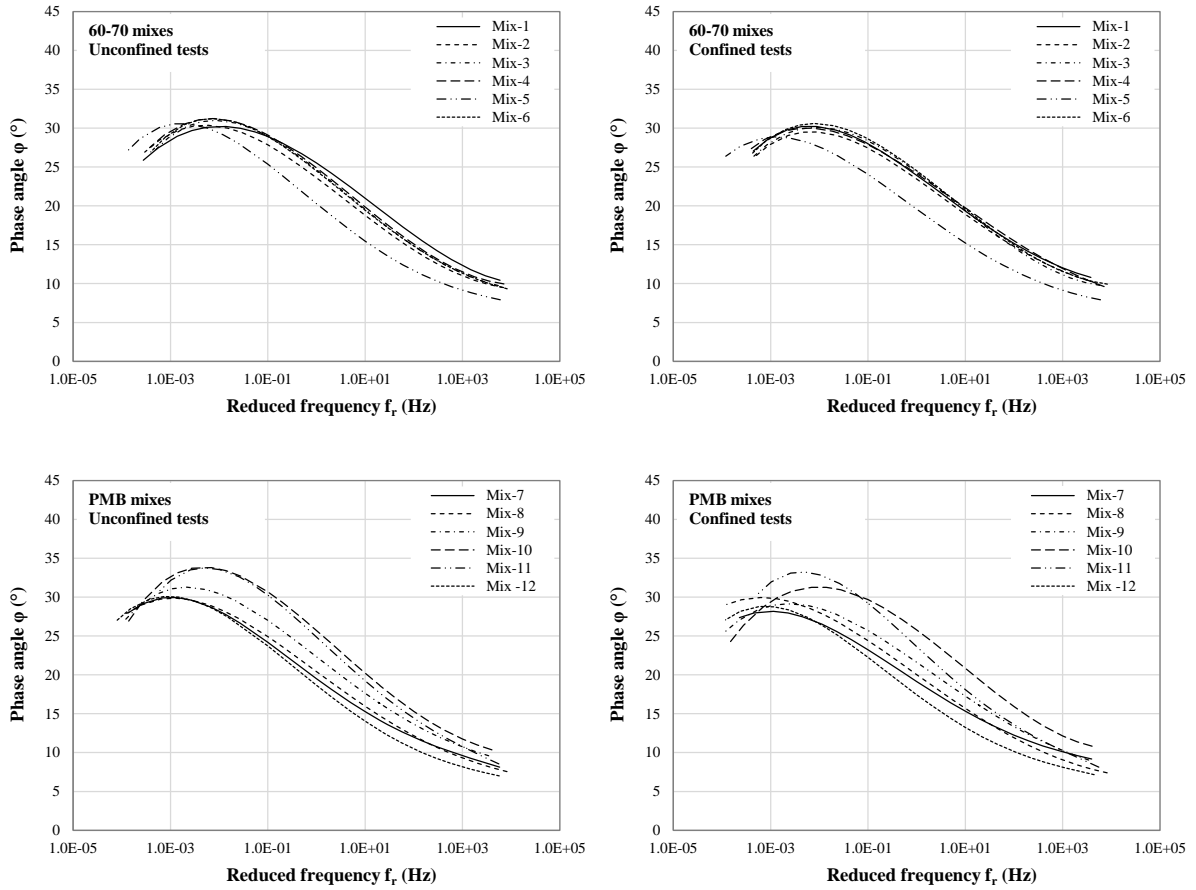 60-70 mixes
Unconfined tests
Mix-1
Mix-2
Mix-3
Mix-4
Mix-5
Mix-6
45
40
35
30
25
20
15
10
5
0
Phase angle φ (°)
1.0E-05 1.0E-03 1.0E-01 1.0E+01 1.0E+03 1.0E+05
Reduced frequency fr (Hz)
60-70 mixes
Confined tests
Mix-1
Mix-2
Mix-3
Mix-4
Mix-5
Mix-6
45
40
35
30
25
20
15
10
5
0
Phase angle φ (°)
1.0E-05 1.0E-03 1.0E-01 1.0E+01 1.0E+03 1.0E+05
Reduced frequency fr (Hz)
PMB mixes
Unconfined tests
Mix-7
Mix-8
Mix-9
Mix-10
Mix-11
Mix -12
45
40
35
30
25
20
15
10
5
0
Phase angle φ (°)
1.0E-05 1.0E-03 1.0E-01 1.0E+01 1.0E+03 1.0E+05
Reduced frequency fr (Hz)
PMB mixes
Confined tests
Mix-7
Mix-8
Mix-9
Mix-10
Mix-11
Mix -12
45
40
35
30
25
20
15
10
5
0
Phase angle φ (°)
1.0E-05 1.0E-03 1.0E-01 1.0E+01 1.0E+03 1.0E+05
Reduced frequency fr (Hz)